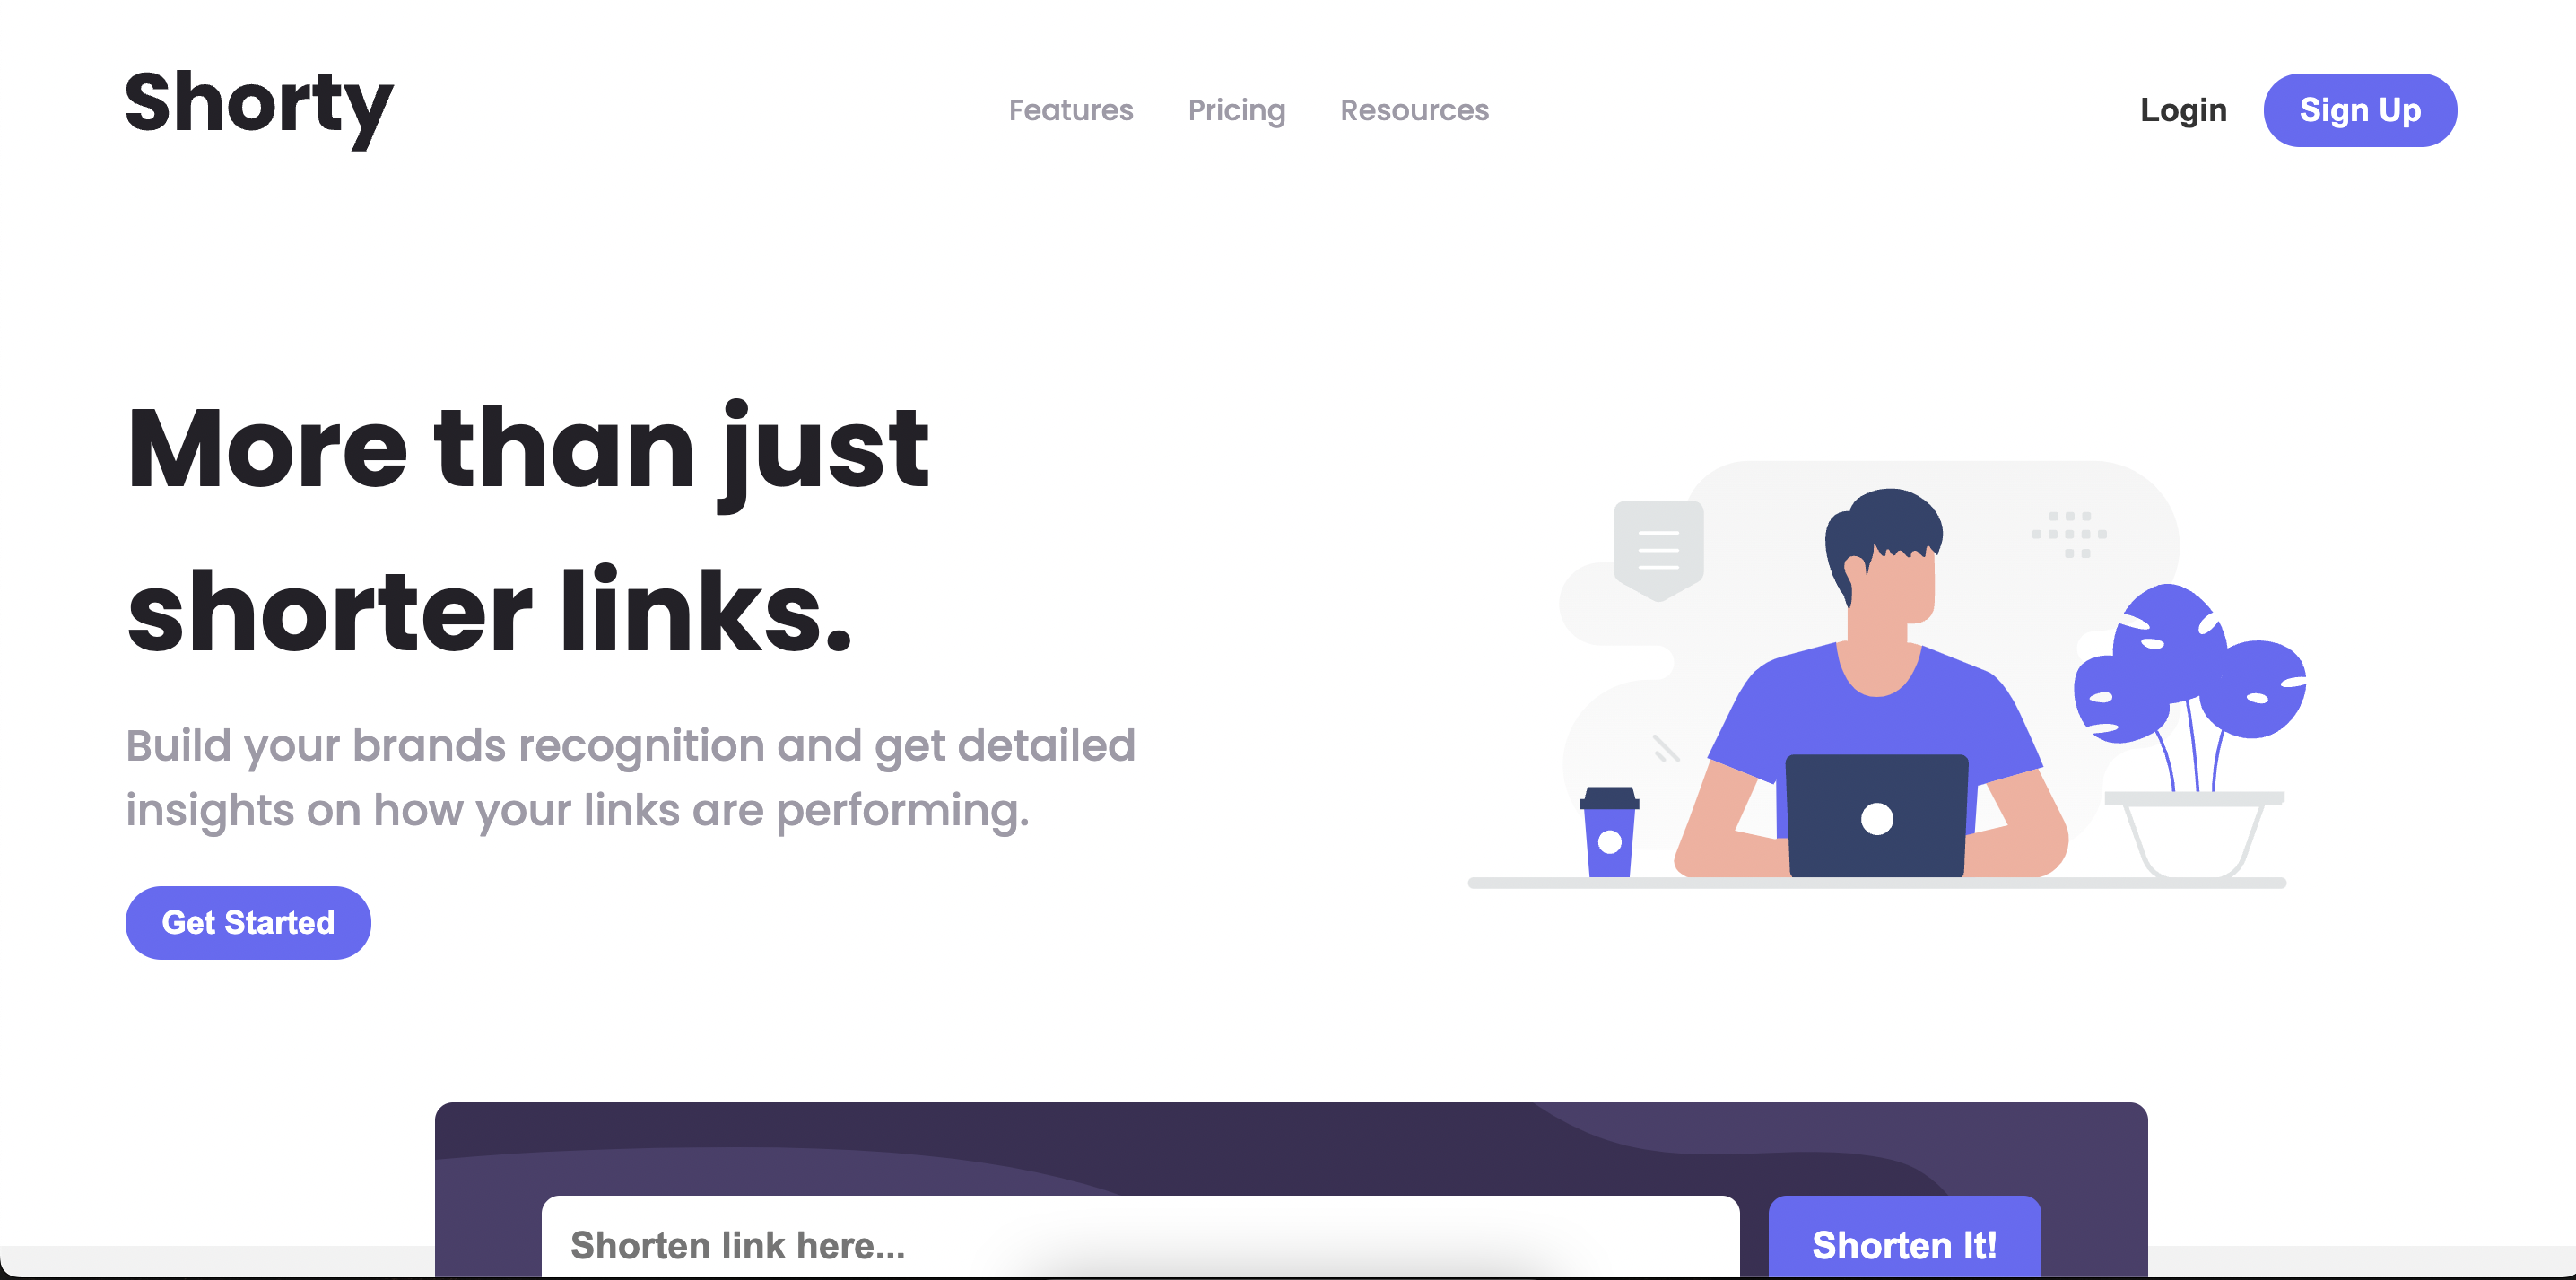 Shorty
Features
Pricing
Resources
Login
Sign Up
More than just
shorter links.
Build your brands recognition and get detailed
insights on how your links are performing.
Get Started
Shorten link here...
Shorten It!